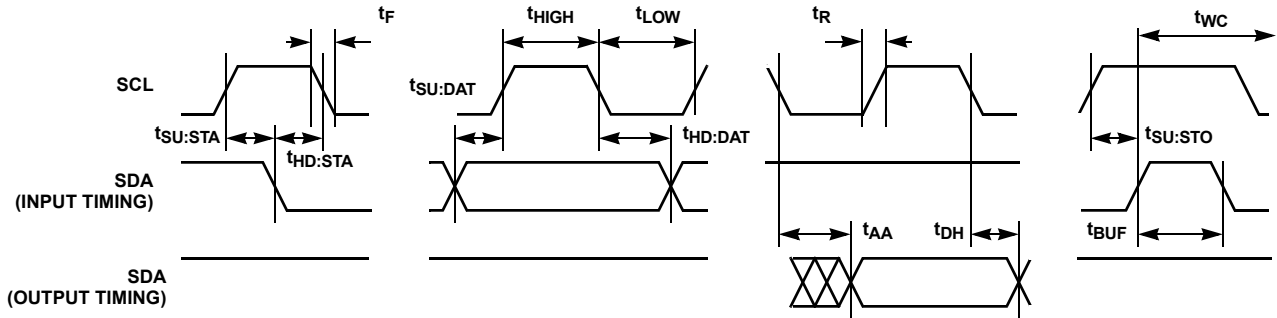 tF
tHIGH
tLOW
tR
tWC
SCL
tSU:DAT
tSU:STA
tHD:STA
tHD:DAT
tSU:STO
SDA
(INPUT TIMING)
tAA
tDH
tBUF
SDA
(OUTPUT TIMING)